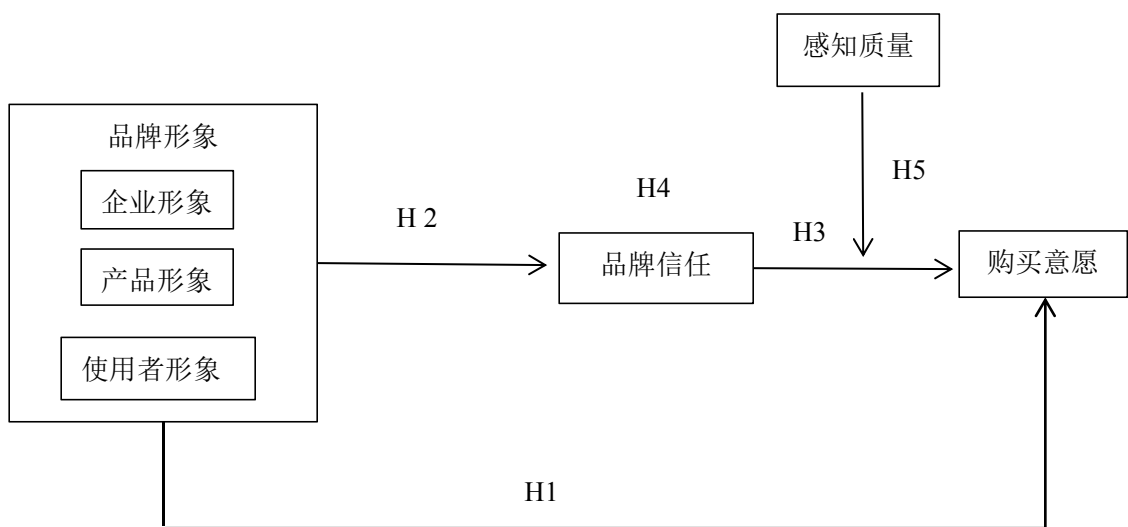 感知质量
品牌形象
企业形象
H5
H4
H 2
H3
产品形象
品牌信任
购买意愿
使用者形象
H1